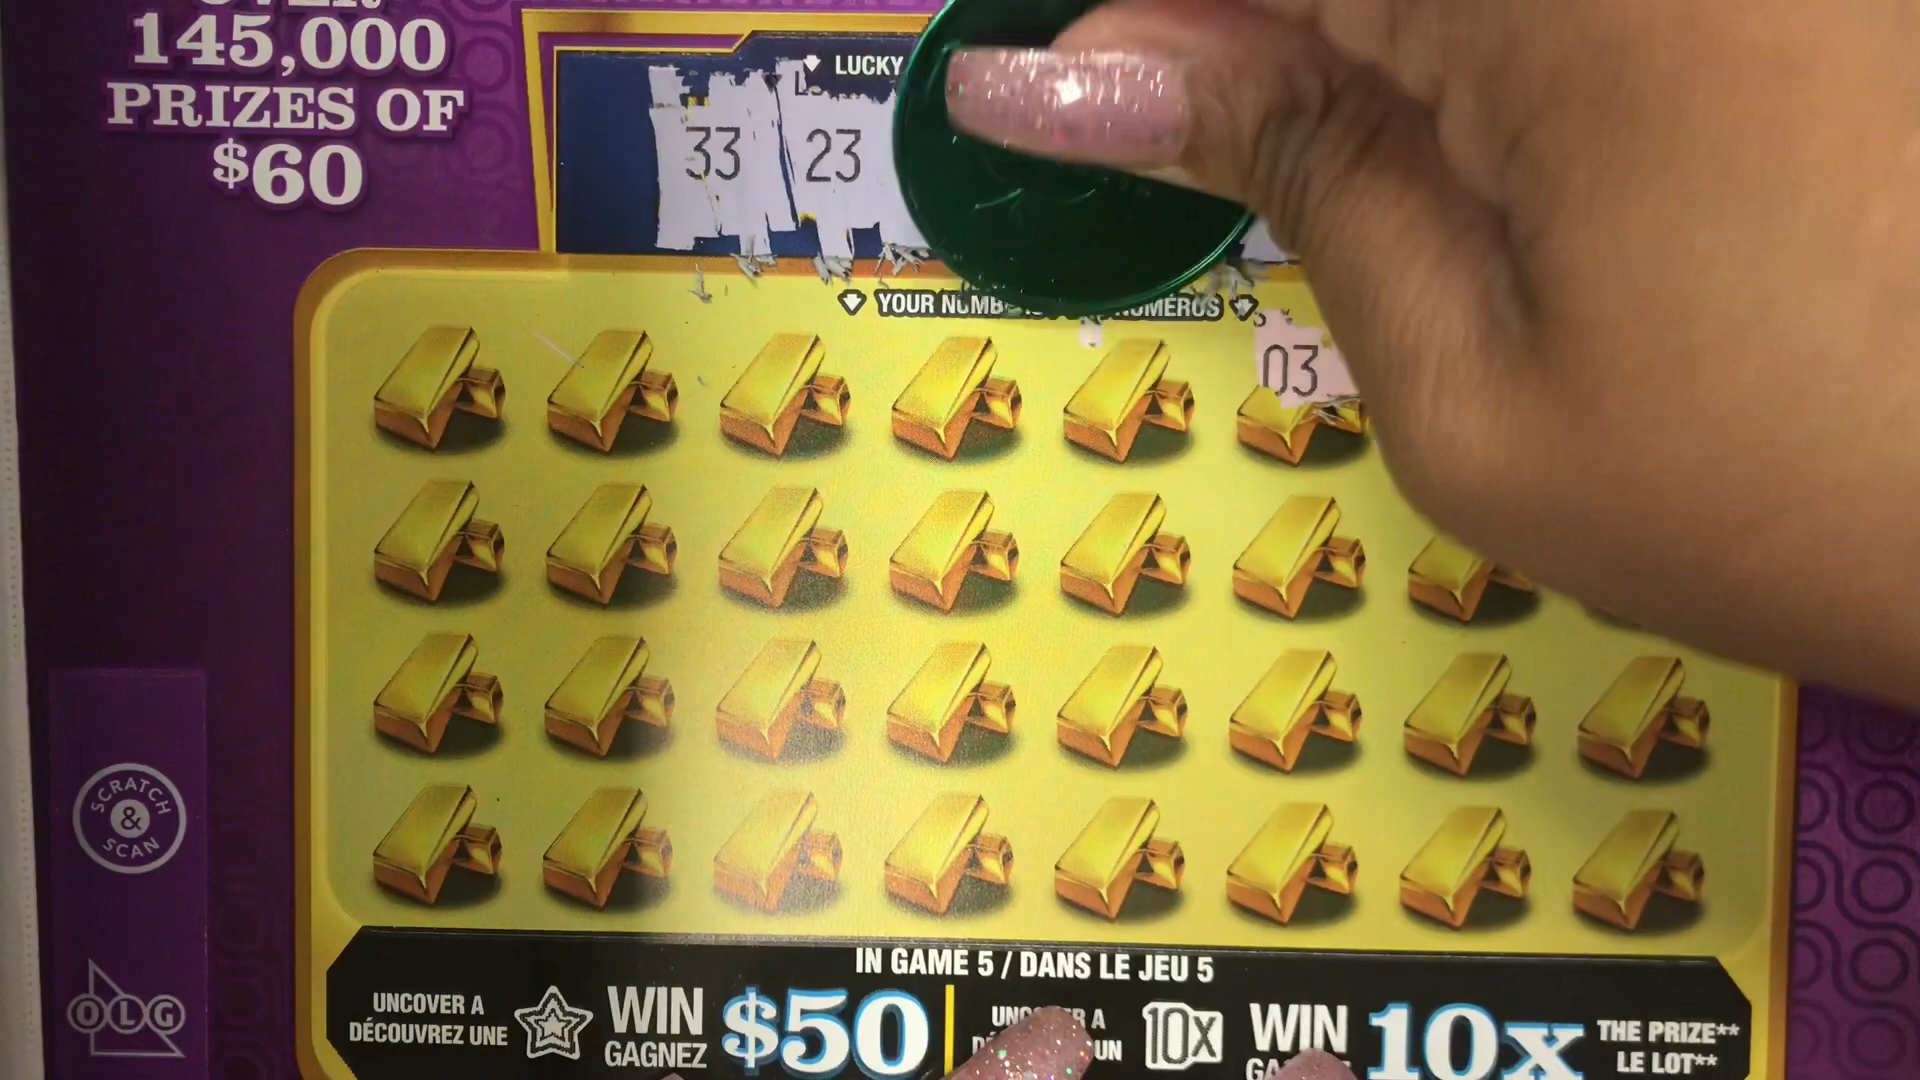 145,000
PRIZES OF
$60
LUCKY
33 23
YOUR NUMÉROS
03
SCRATCH
&
SCAN
OLG
IN GAME 5 / DANS LE JEU 5
UNCOVER A
DÉCOUVREZ UNE
WIN
GAGNEZ
$50
A
UN
10X
WIN
10X
THE PRIZE**
LE LOT**